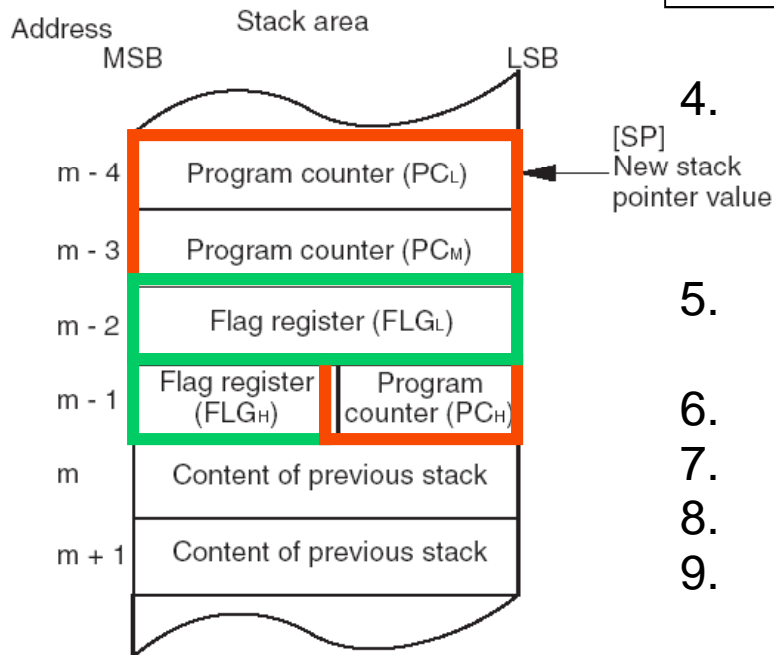 Address
Stack area
MSB
LSB
m - 4
Program counter (PCL)
[SP]
New stack
pointer value
m - 3
Program counter (PCM)
m - 2
Flag register (FLGL)
m - 1
Flag register
(FLGH)
Program
counter (PCH)
m
Content of previous stack
m + 1
Content of previous stack
4.
5.
6.
7.
8.
9.